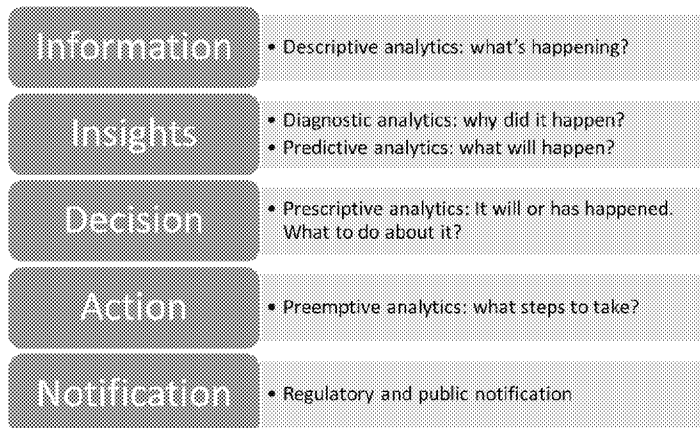 Information
• Descriptive analytics: what's happening?
Insights
• Diagnostic analytics: why did it happen?
• Predictive analytics: what will happen?
Decision
• Prescriptive analytics: It will or has happened.
What to do about it?
Action
• Preemptive analytics: what steps to take?
Notification
• Regulatory and public notification